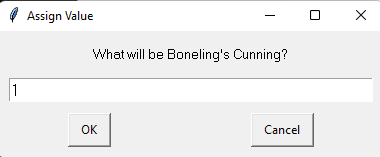 Assign Value
What will be Boneling's Cunning?
1
OK
Cancel